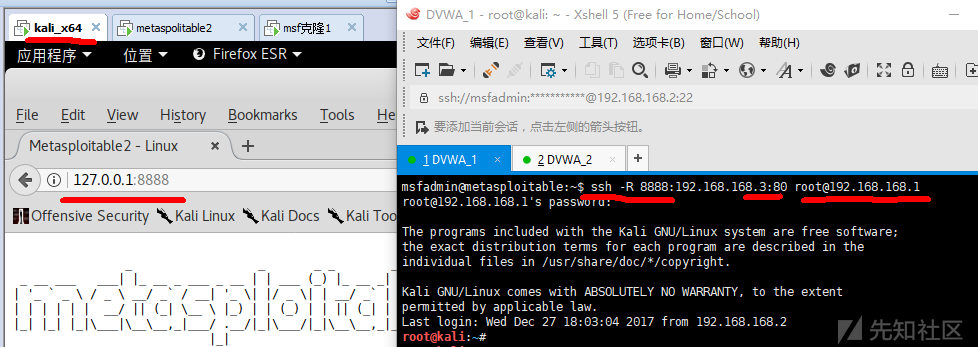 kali_x64
metaspolitable2
msf克隆1
应用程序
位置
Firefox ESR
File Edit View History Bookmarks Tools He
Metasploitable2 - Linux
127.0.0.1:8888
Offensive Security Kali Linux Kali Docs Kali Too
DVWA_1 - root@kali: ~ - Xshell 5 (Free for Home/School)
文件(F) 编辑(E) 查看(V) 工具(T) 选项卡(B) 窗口(W) 帮助(H)
ssh://msfadmin:***********@192.168.168.2:22
要添加当前会话，点击左侧的箭头按钮。
1 DVWA_1
2 DVWA_2
msfadmin@metasploitable:~$ ssh -R 8888:192.168.168.3:80 root@192.168.168.1
root@192.168.168.1's password:
The programs included with the Kali GNU/Linux system are free software;
the exact distribution terms for each program are described in the
individual files in /usr/share/doc/*/copyright.
Kali GNU/Linux comes with ABSOLUTELY NO WARRANTY, to the extent
permitted by applicable law.
Last login: Wed Dec 27 18:03:04 2017 from 192.168.168.2
root@kali:~#
先知社区